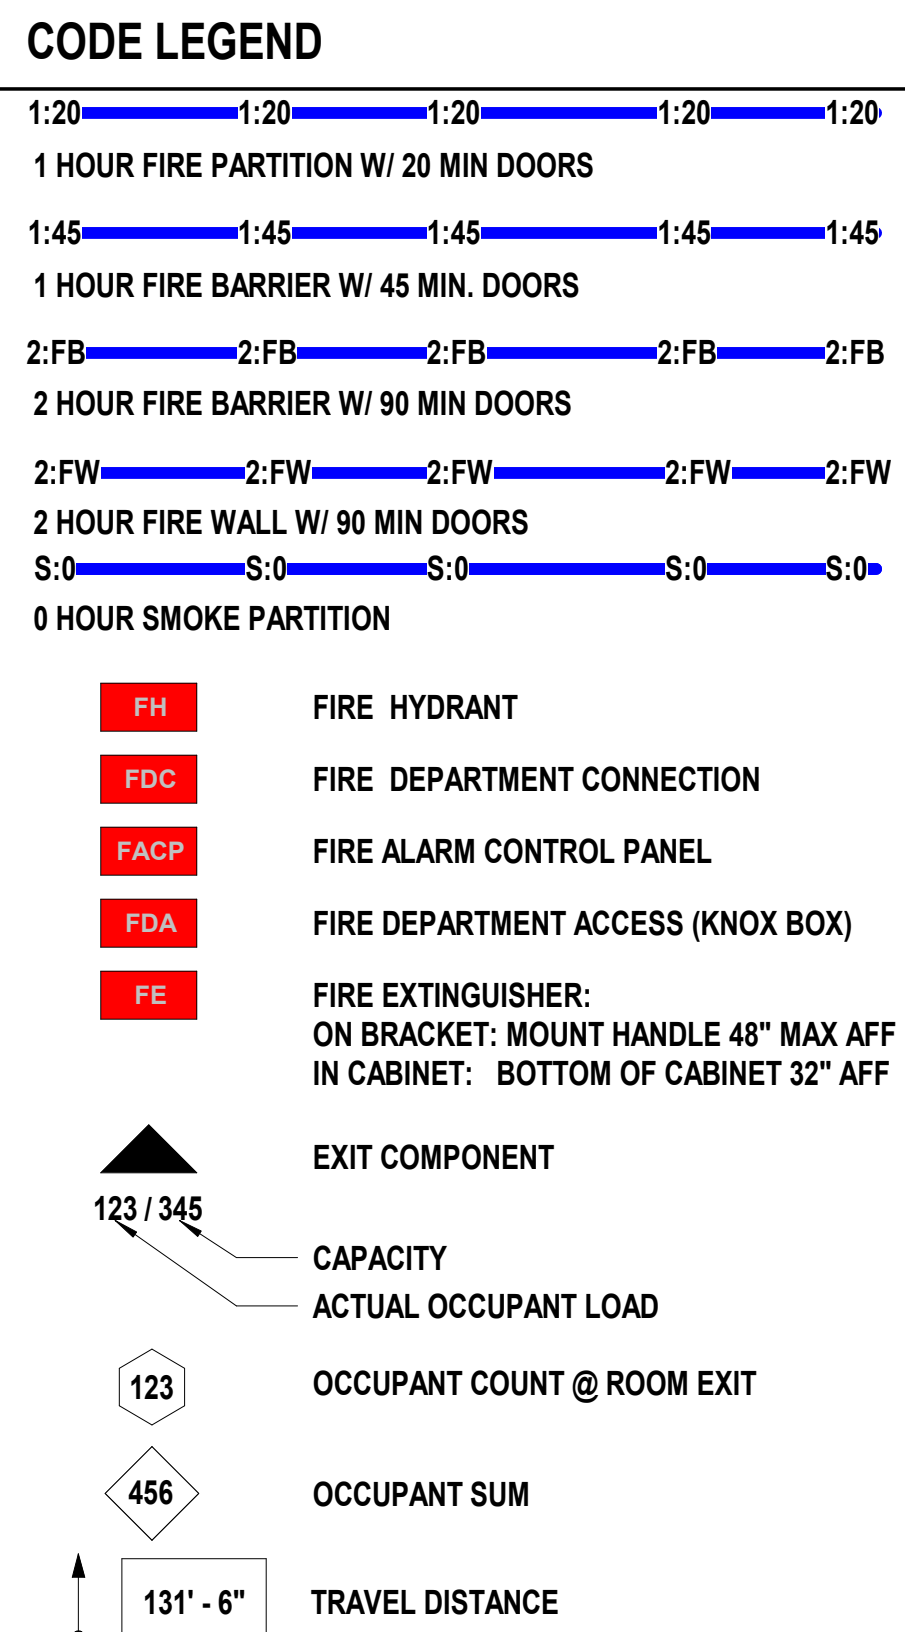 CODE LEGEND
1:20 1:20 1:20 1:20 1:20
1 HOUR FIRE PARTITION W/ 20 MIN DOORS
1:45 1:45 1:45 1:45 1:45
1 HOUR FIRE BARRIER W/ 45 MIN. DOORS
2:FB 2:FB 2:FB 2:FB 2:FB
2 HOUR FIRE BARRIER W/ 90 MIN DOORS
2:FW 2:FW 2:FW 2:FW 2:FW
2 HOUR FIRE WALL W/ 90 MIN DOORS
S:0 S:0 S:0 S:0 S:0
0 HOUR SMOKE PARTITION
FH FIRE HYDRANT
FDC FIRE DEPARTMENT CONNECTION
FACP FIRE ALARM CONTROL PANEL
FDA FIRE DEPARTMENT ACCESS (KNOX BOX)
FE FIRE EXTINGUISHER:
ON BRACKET: MOUNT HANDLE 48" MAX AFF
IN CABINET: BOTTOM OF CABINET 32" AFF
EXIT COMPONENT
123 / 345
CAPACITY
ACTUAL OCCUPANT LOAD
123 OCCUPANT COUNT @ ROOM EXIT
456 OCCUPANT SUM
131' - 6" TRAVEL DISTANCE